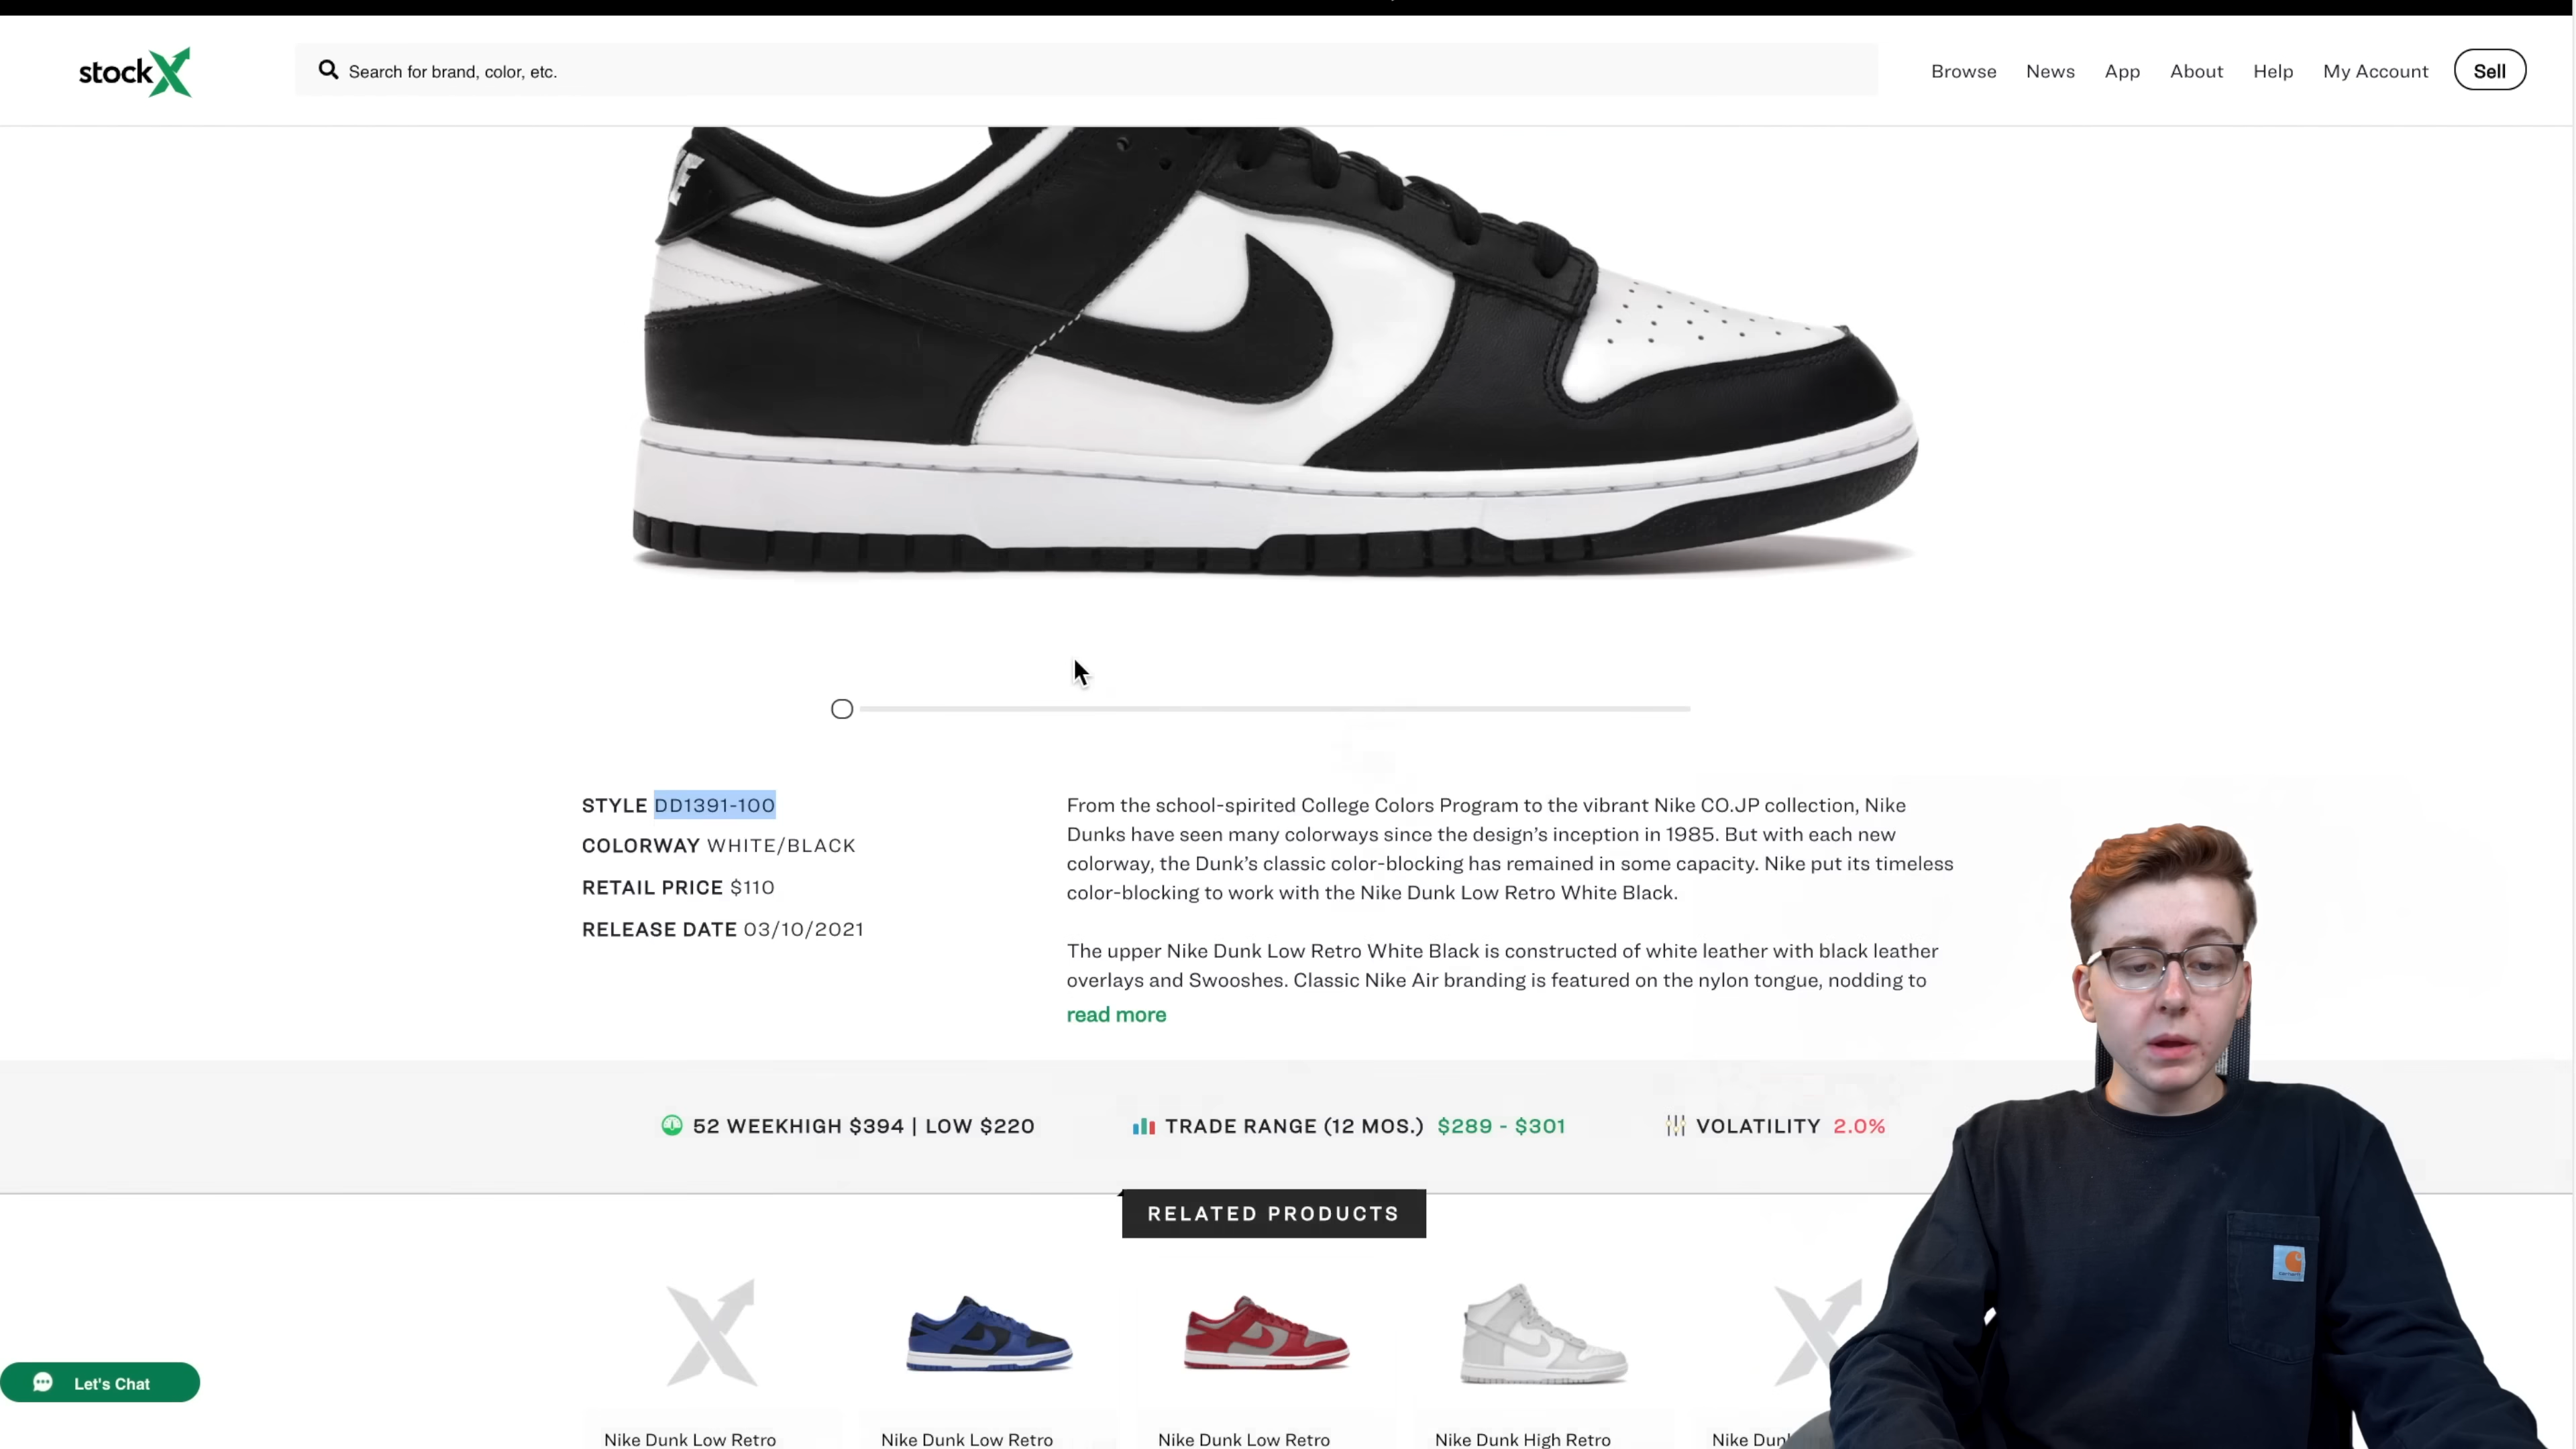 stockX
Search for brand, color, etc.
Browse News App About Help My Account Sell
STYLE DD1391-100
COLORWAY WHITE/BLACK
RETAIL PRICE $110
RELEASE DATE 03/10/2021
From the school-spirited College Colors Program to the vibrant Nike CO.JP collection, Nike
Dunks have seen many colorways since the design's inception in 1985. But with each new
colorway, the Dunk's classic color-blocking has remained in some capacity. Nike put its timeless
color-blocking to work with the Nike Dunk Low Retro White Black.
The upper Nike Dunk Low Retro White Black is constructed of white leather with black leather
overlays and Swooshes. Classic Nike Air branding is featured on the nylon tongue, nodding to
read more
52 WEEKHIGH $394 | LOW $220
TRADE RANGE (12 MOS.) $289 - $301
VOLATILITY 2.0%
RELATED PRODUCTS
Let's Chat
Nike Dunk Low Retro
Nike Dunk Low Retro
Nike Dunk Low Retro
Nike Dunk High Retro
Nike